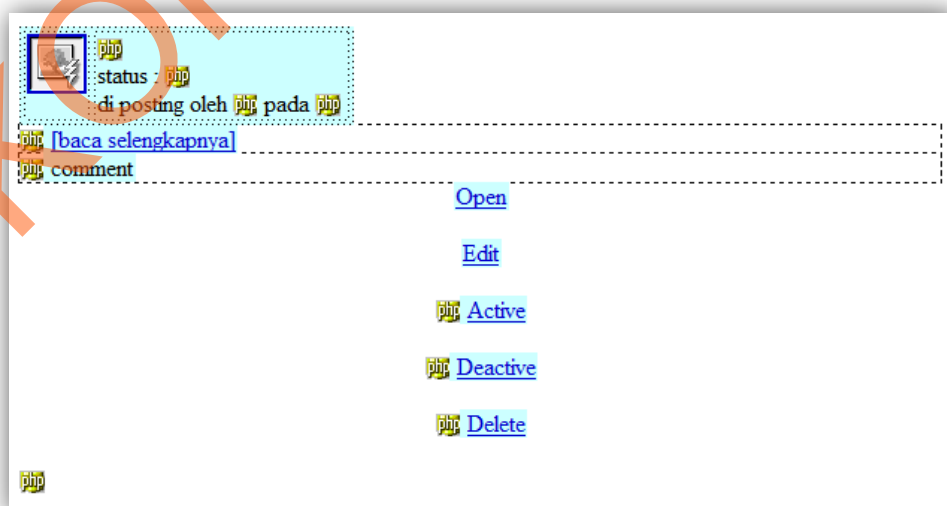 php
status : php
di posting oleh php pada php
php [baca selengkapnya]
php comment
Open
Edit
php Active
php Deactive
php Delete
php